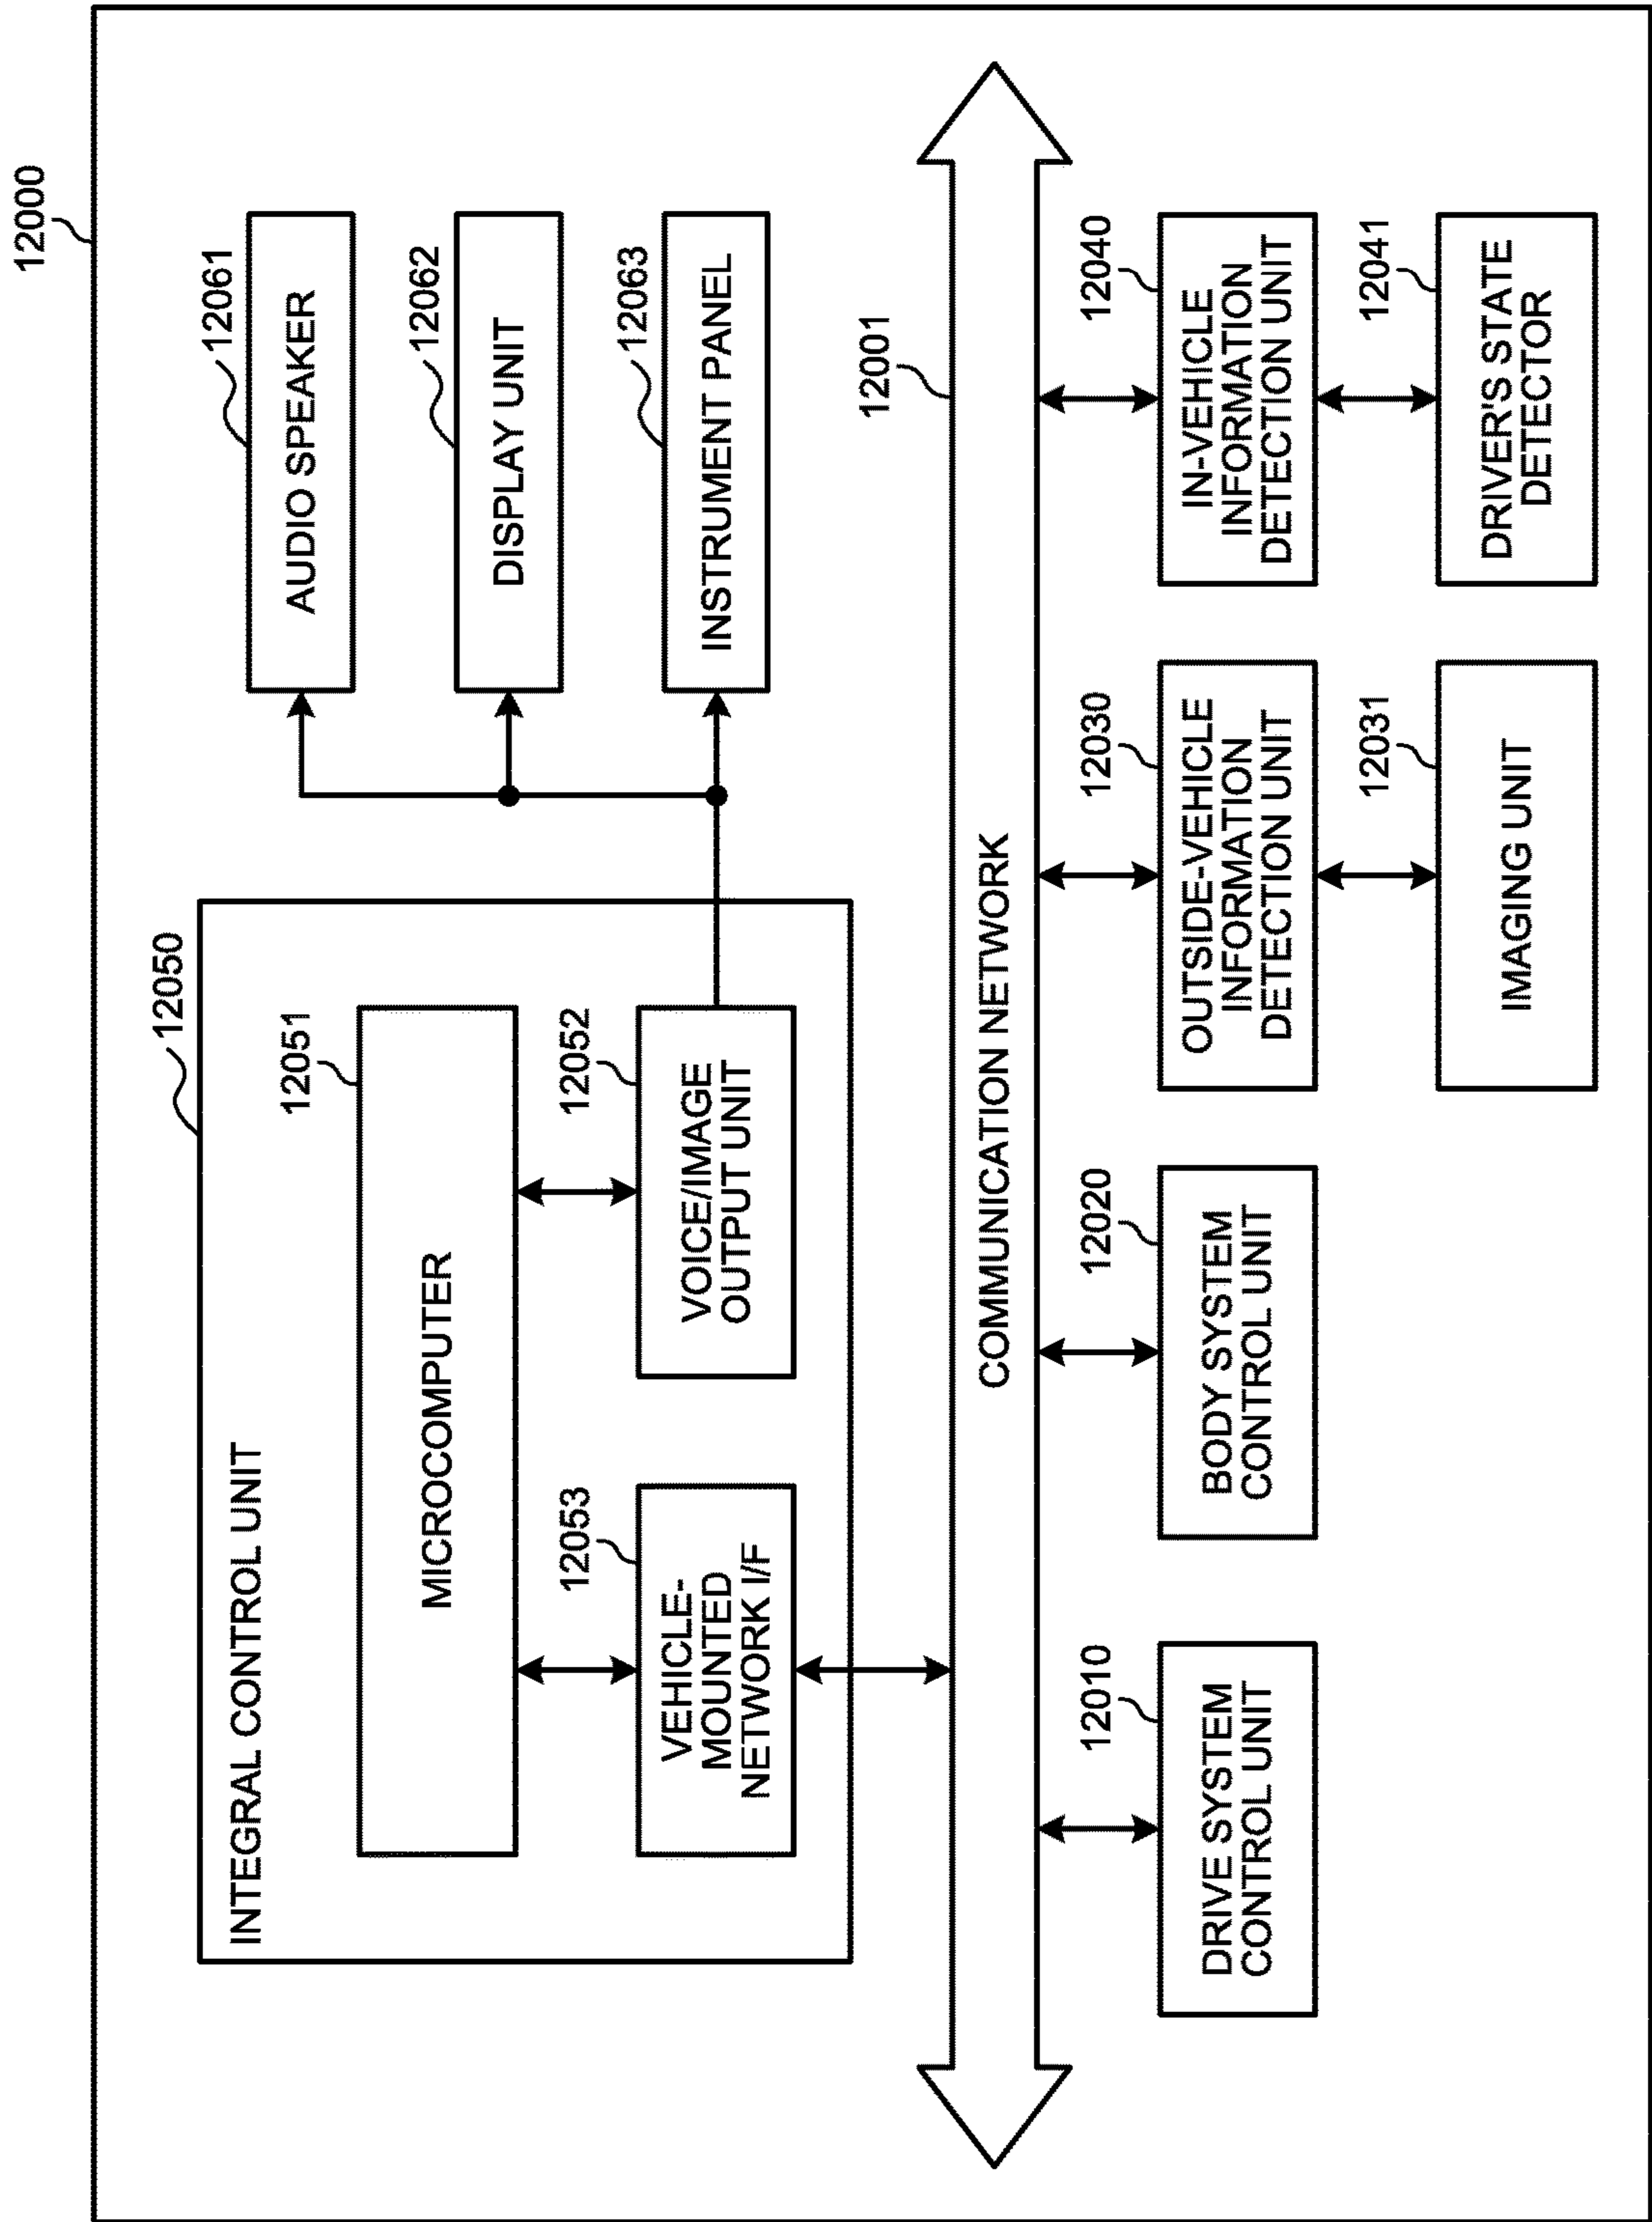 12000
12050
INTEGRAL CONTROL UNIT
12051
MICROCOMPUTER
12053
VEHICLE-
MOUNTED
NETWORK I/F
12052
VOICE/IMAGE
OUTPUT UNIT
12061
AUDIO SPEAKER
12062
DISPLAY UNIT
12063
INSTRUMENT PANEL
12001
COMMUNICATION NETWORK
12010
DRIVE SYSTEM
CONTROL UNIT
12020
BODY SYSTEM
CONTROL UNIT
12030
OUTSIDE-VEHICLE
INFORMATION
DETECTION UNIT
12040
IN-VEHICLE
INFORMATION
DETECTION UNIT
12031
IMAGING UNIT
12041
DRIVER'S STATE
DETECTOR